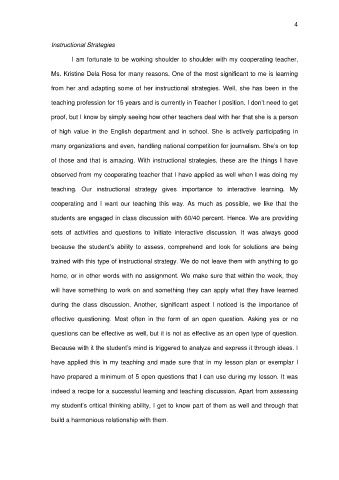 4
Instructional Strategies
I am fortunate to be working shoulder to shoulder with my cooperating teacher,
Ms. Kristine Dela Rosa for many reasons. One of the most significant to me is learning
from her and adapting some of her instructional strategies. Well, she has been in the
teaching profession for 15 years and is currently in Teacher I position. I don't need to get
proof, but I know by simply seeing how other teachers deal with her that she is a person
of high value in the English department and in school. She is actively participating in
many organizations and even, handling national competition for journalism. She's on top
of those and that is amazing. With instructional strategies, these are the things I have
observed from my cooperating teacher that I have applied as well when I was doing my
teaching. Our instructional strategy gives importance to interactive learning. My
cooperating and I want our teaching this way. As much as possible, we like that the
students are engaged in class discussion with 60/40 percent. Hence. We are providing
sets of activities and questions to initiate interactive discussion. It was always good
because the student's ability to assess, comprehend and look for solutions are being
trained with this type of instructional strategy. We do not leave them with anything to go
home, or in other words with no assignment. We make sure that within the week, they
will have something to work on and something they can apply what they have learned
during the class discussion. Another, significant aspect I noticed is the importance of
effective questioning. Most often in the form of an open question. Asking yes or no
questions can be effective as well, but it is not as effective as an open type of question.
Because with it the student's mind is triggered to analyze and express it through ideas. I
have applied this in my teaching and made sure that in my lesson plan or exemplar I
have prepared a minimum of 5 open questions that I can use during my lesson. It was
indeed a recipe for a successful learning and teaching discussion. Apart from assessing
my student's critical thinking ability, I get to know part of them as well and through that
build a harmonious relationship with them.